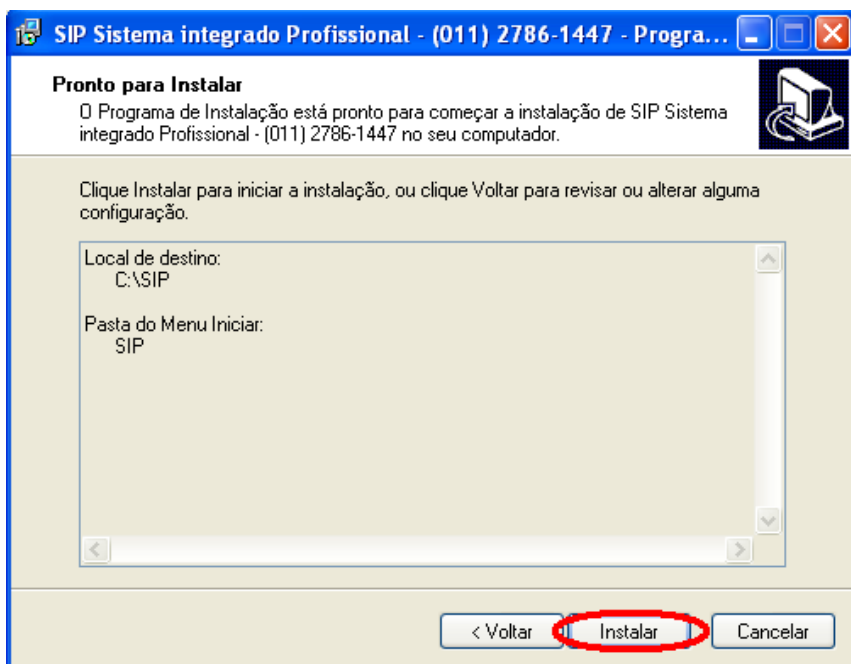 SIP Sistema integrado Profissional - (011) 2786-1447 - Progra...
Pronto para Instalar
O Programa de Instalação está pronto para começar a instalação de SIP Sistema
integrado Profissional - (011) 2786-1447 no seu computador.
Clique Instalar para iniciar a instalação, ou clique Voltar para revisar ou alterar alguma
configuração.
Local de destino:
C:\SIP
Pasta do Menu Iniciar:
SIP
< Voltar
Instalar
Cancelar